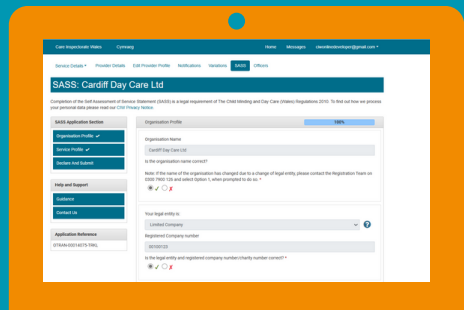 Care Inspectorate Wales Cymraeg Home Messages ciwonlinedeveloper@gmail.com
Service Details Provider Details Edit Provider Profile Notifications Variations SASS Officers
SASS: Cardiff Day Care Ltd
Completion of the Self Assessment of Service Statement (SASS) is a legal requirement of The Child Minding and Day Care (Wales) Regulations 2010. To find out how we process
your personal data please read our CIW Privacy Notice.
SASS Application Section
Organisation Profile ✓
Service Profile ✓
Declare And Submit
Help and Support
Guidance
Contact Us
Application Reference
Organisation Profile 100%
Organisation Name:
Cardiff Day Care Ltd
Is the organisation name correct?
Note: If the name of the organisation has changed (due to a change of legal entity, please contact the Registration Team on
0300 7900 126 and select Option 1, when prompted to do so. *
✓ ✗
Your legal entity is:
Limited Company
Registered Company number
Is the legal entity and registered company number/charity number correct? *
✓ ✗